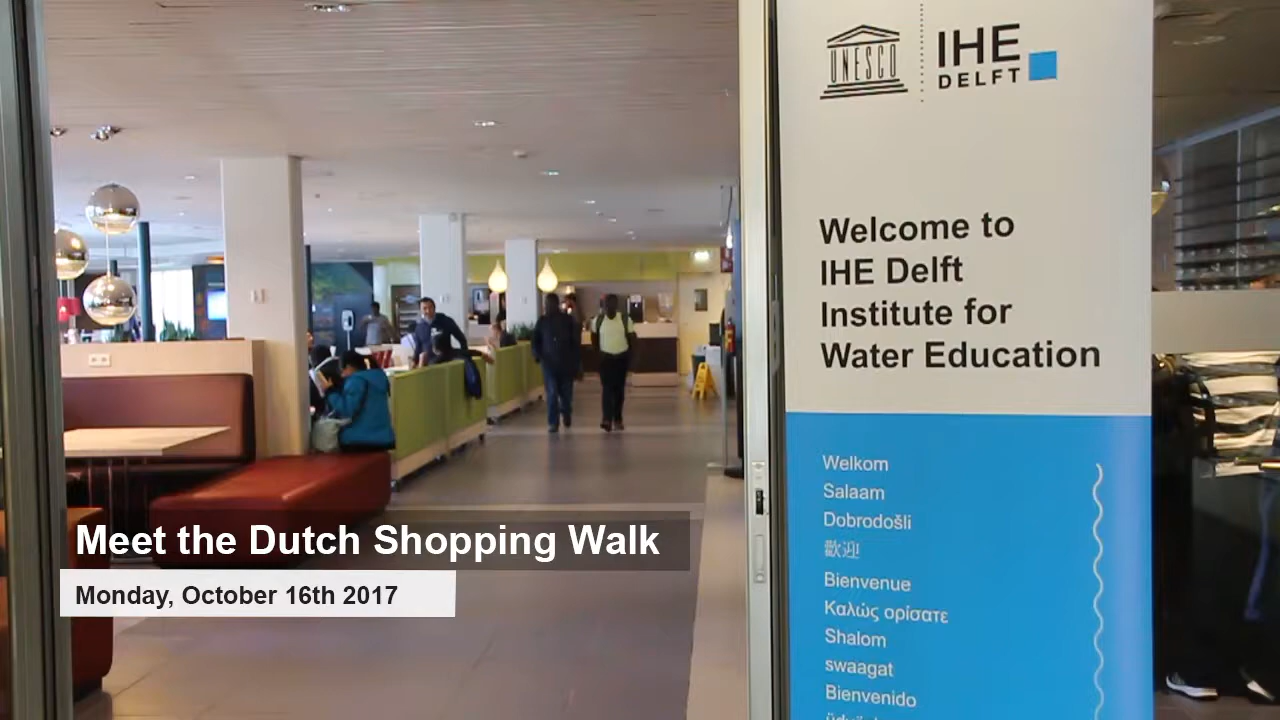 UNESCO
IHE
DELFT
Welcome to
IHE Delft
Institute for
Water Education
Welkom
Salaam
Dobrodošli
歡迎
Bienvenue
Καλώς ορίσατε
Shalom
swaagat
Bienvenido
Meet the Dutch Shopping Walk
Monday, October 16th 2017